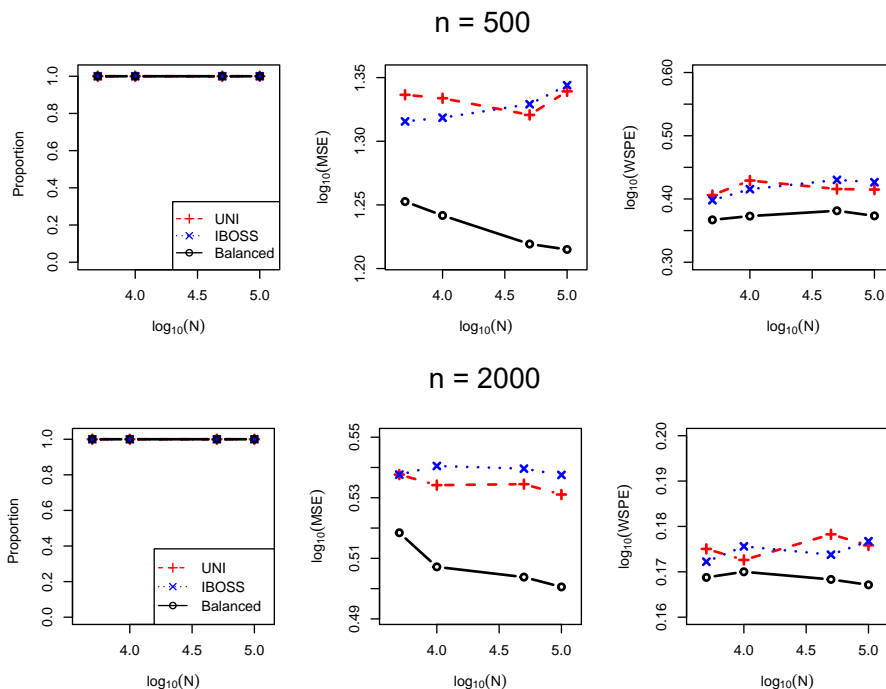 n = 500
Proportion
1.0
0.8
0.6
0.4
0.2
0.0
UNI
IBOSS
Balanced
4.0 4.5 5.0
log10(N)
log10(MSE)
1.35
1.30
1.25
1.20
4.0 4.5 5.0
log10(N)
log10(WSPE)
0.60
0.50
0.40
0.30
4.0 4.5 5.0
log10(N)
n = 2000
Proportion
1.0
0.8
0.6
0.4
0.2
0.0
UNI
IBOSS
Balanced
4.0 4.5 5.0
log10(N)
log10(MSE)
0.55
0.53
0.51
0.49
4.0 4.5 5.0
log10(N)
log10(WSPE)
0.20
0.19
0.18
0.17
0.16
4.0 4.5 5.0
log10(N)